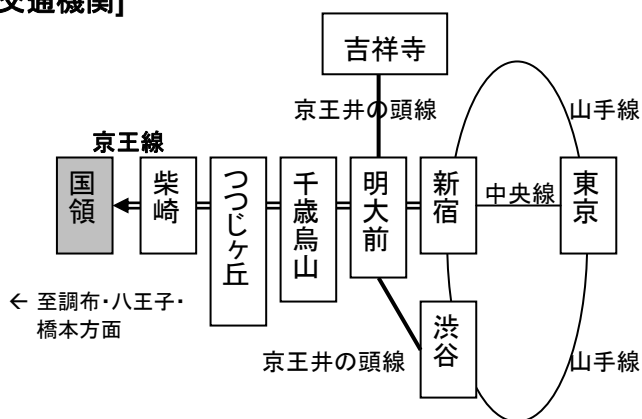 交通機関]
吉祥寺
京王井の頭線
山手線
京王線
国領
柴崎
つつじヶ丘
千歳烏山
明大前
新宿
中央線
東京
← 至調布・八王子・
橋本方面
渋谷
京王井の頭線
山手線